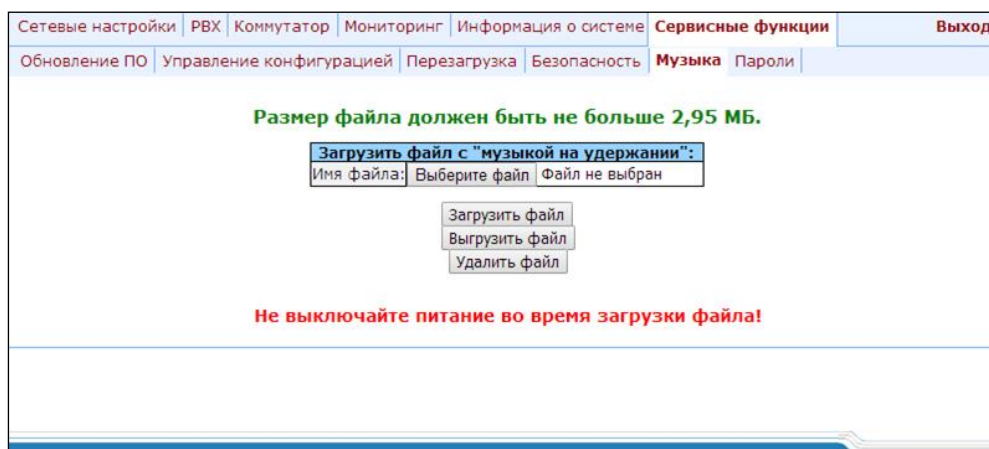 Сетевые настройки PBX Коммутатор Мониторинг Информация о системе Сервисные функции Выход
Обновление ПО Управление конфигурацией Перезагрузка Безопасность Музыка Пароли
Размер файла должен быть не больше 2,95 МБ.
Загрузить файл с "музыкой на удержании":
Имя файла: Выберите файл Файл не выбран
Загрузить файл
Выгрузить файл
Удалить файл
Не выключайте питание во время загрузки файла!